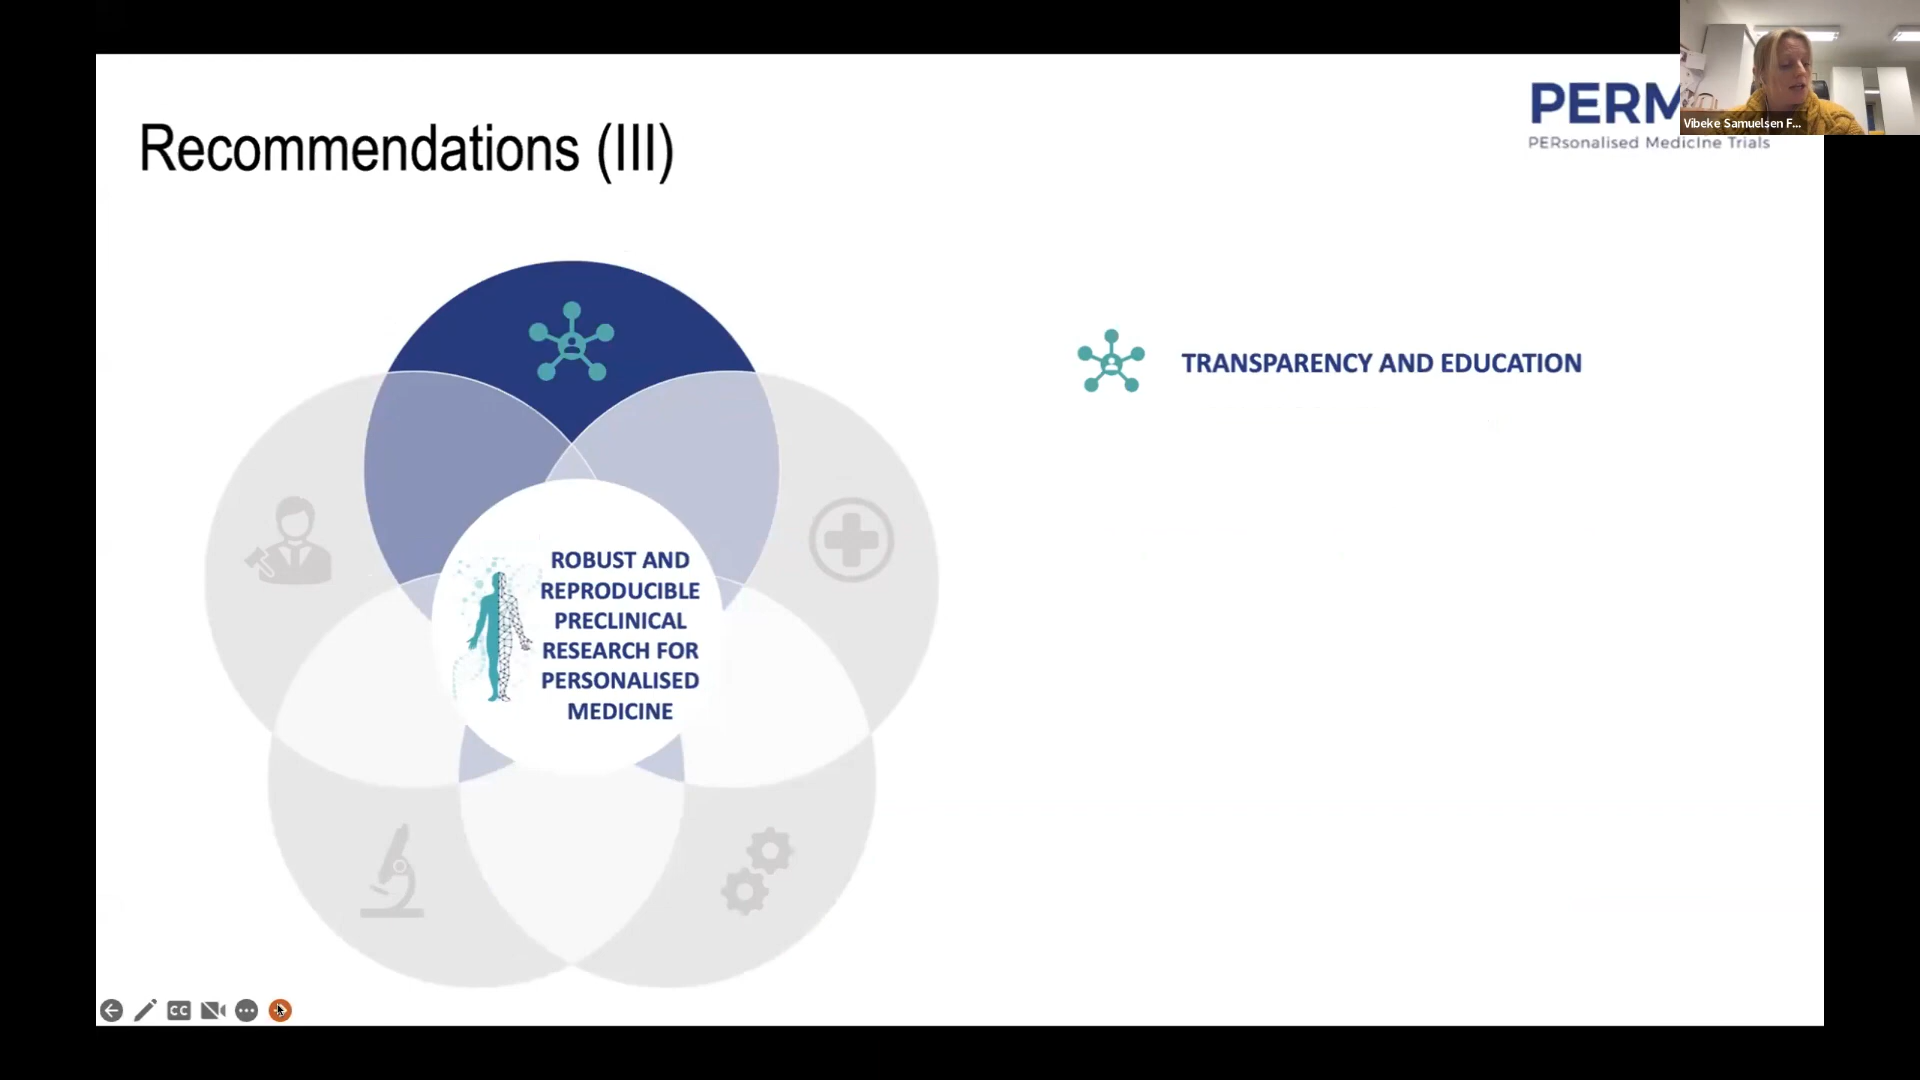 Recommendations (III)
PERM
PERsonalised MedicIne Trials
Vibeke Samuelsen F...
TRANSPARENCY AND EDUCATION
ROBUST AND
REPRODUCIBLE
PRECLINICAL
RESEARCH FOR
PERSONALISED
MEDICINE
CC